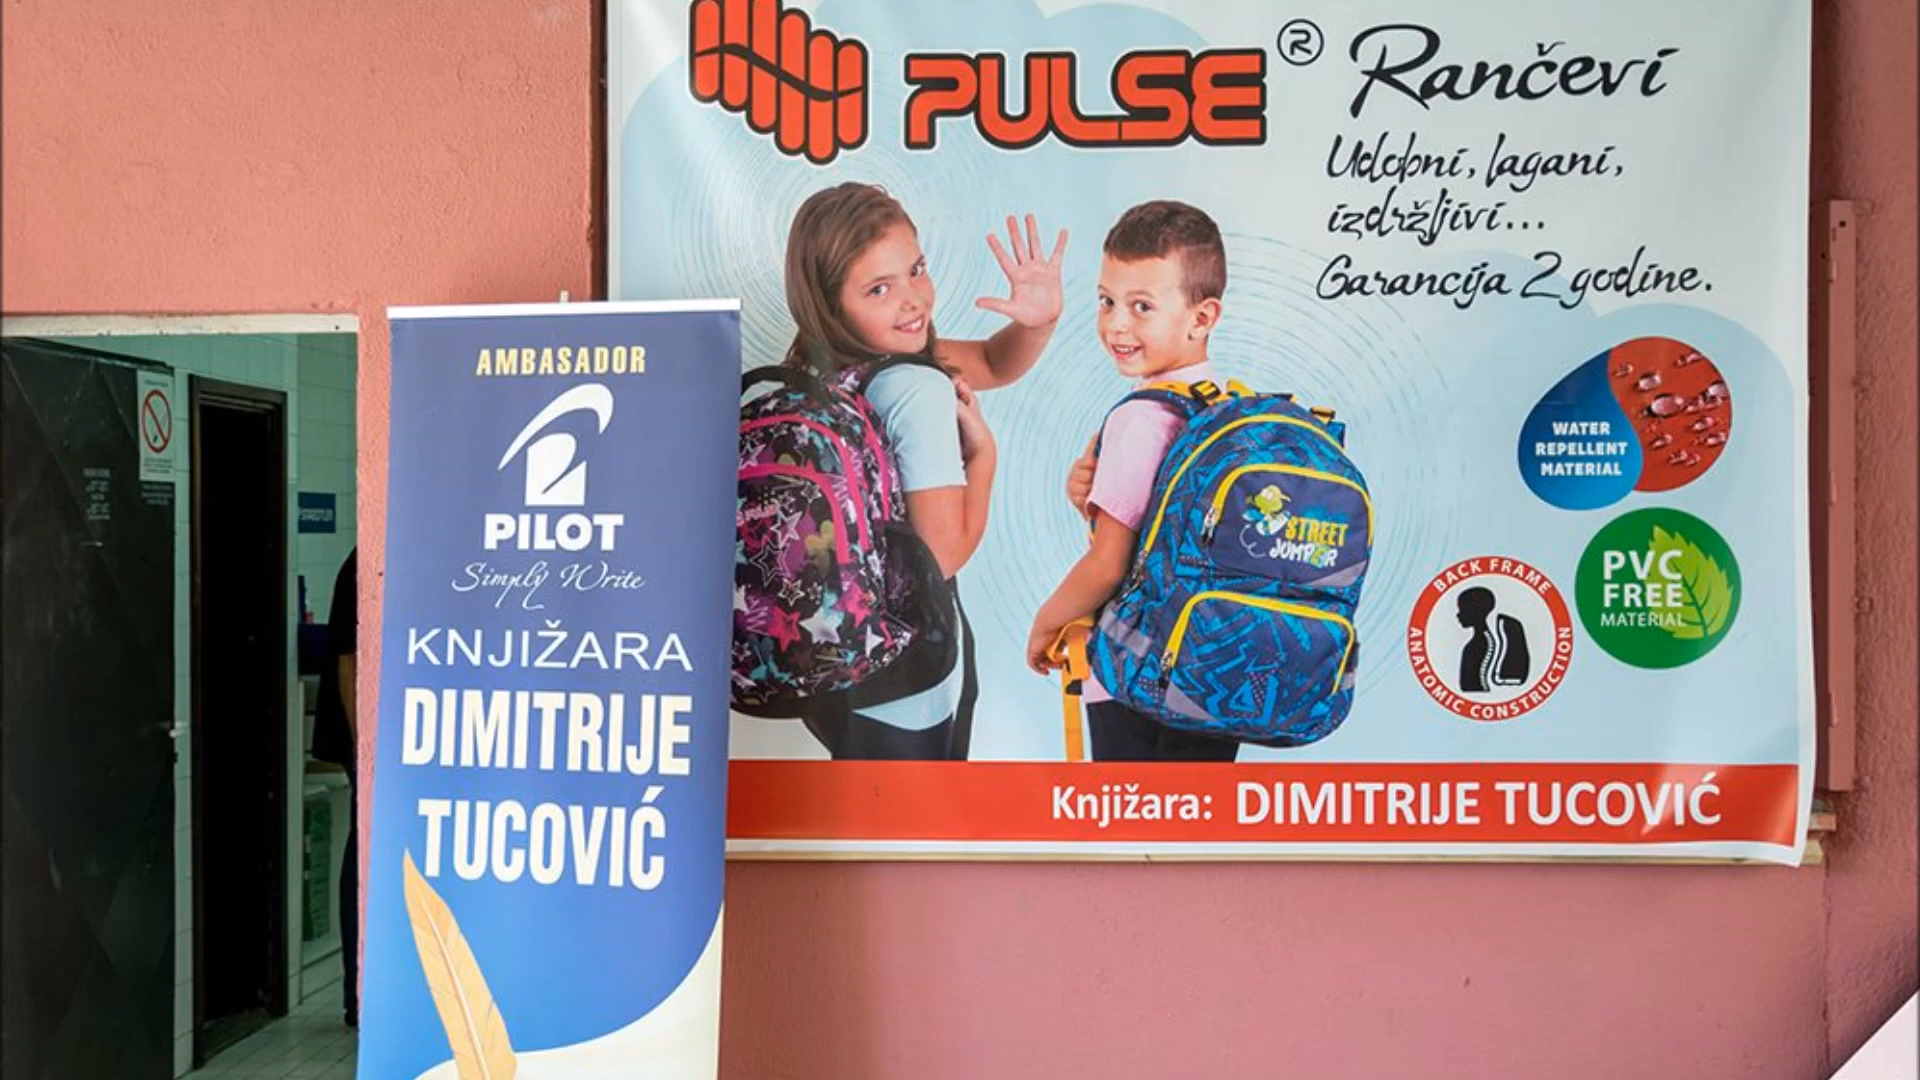 PULSE®
Rančevi
Udobni, lagani,
izdržljivi...
Garancija 2 godine.
WATER
REPELLENT
MATERIAL
PVC
FREE
MATERIAL
BACK FRAME
ANATOMIC CONSTRUCTION
STREET
JUMPER
Knjižara: DIMITRIJE TUCOVIĆ
AMBASADOR
PILOT
Simply Write
KNJIŽARA
DIMITRIJE
TUCOVIĆ